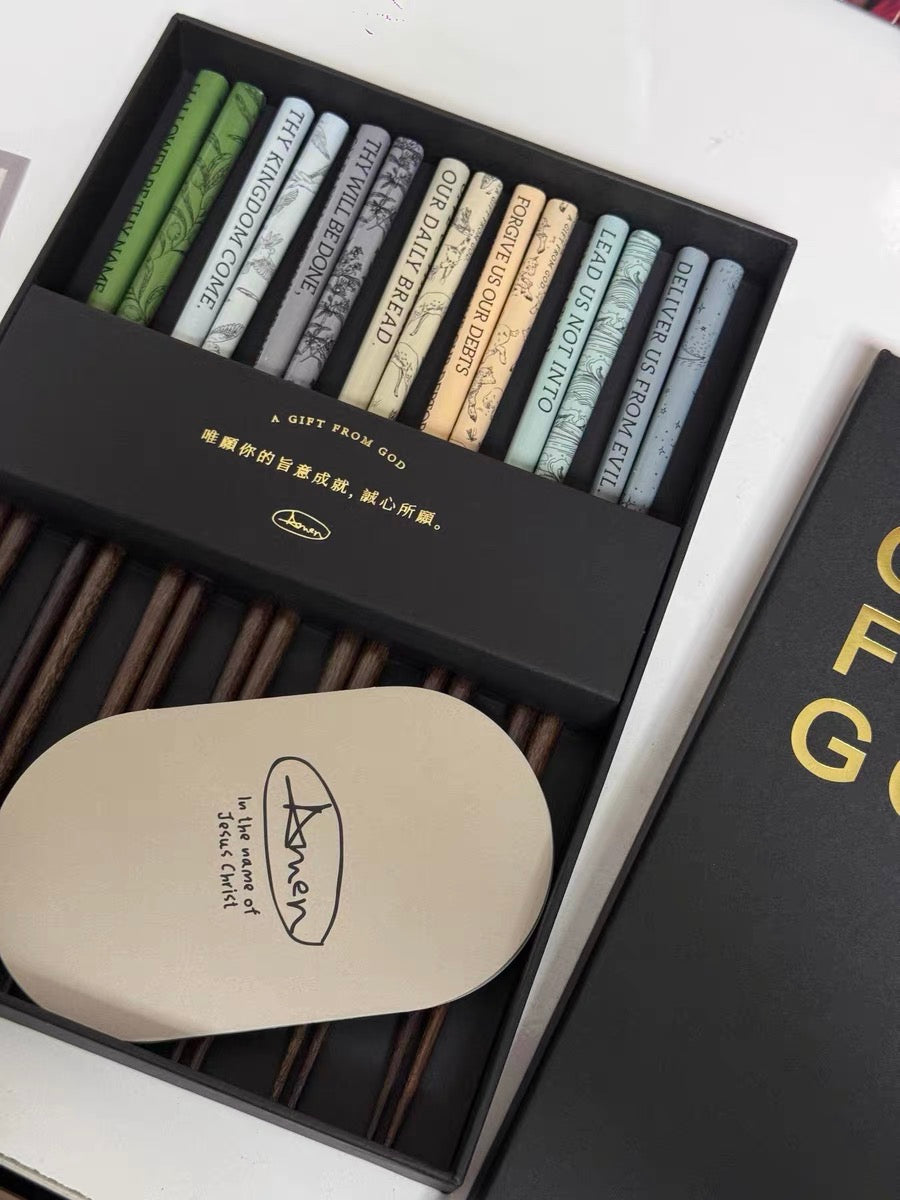 HALLOWED BE THY NAME
THY KINGDOM COME,
THY WILL BE DONE,
OUR DAILY BREAD.
FORGIVE US OUR DEBTS
LEAD US NOT INTO
DELIVER US FROM EVIL.
A GIFT FROM GOD
唯願你的旨意成就，誠心所願。
Amen
Amen
In the name of
Jesus Christ
F
G